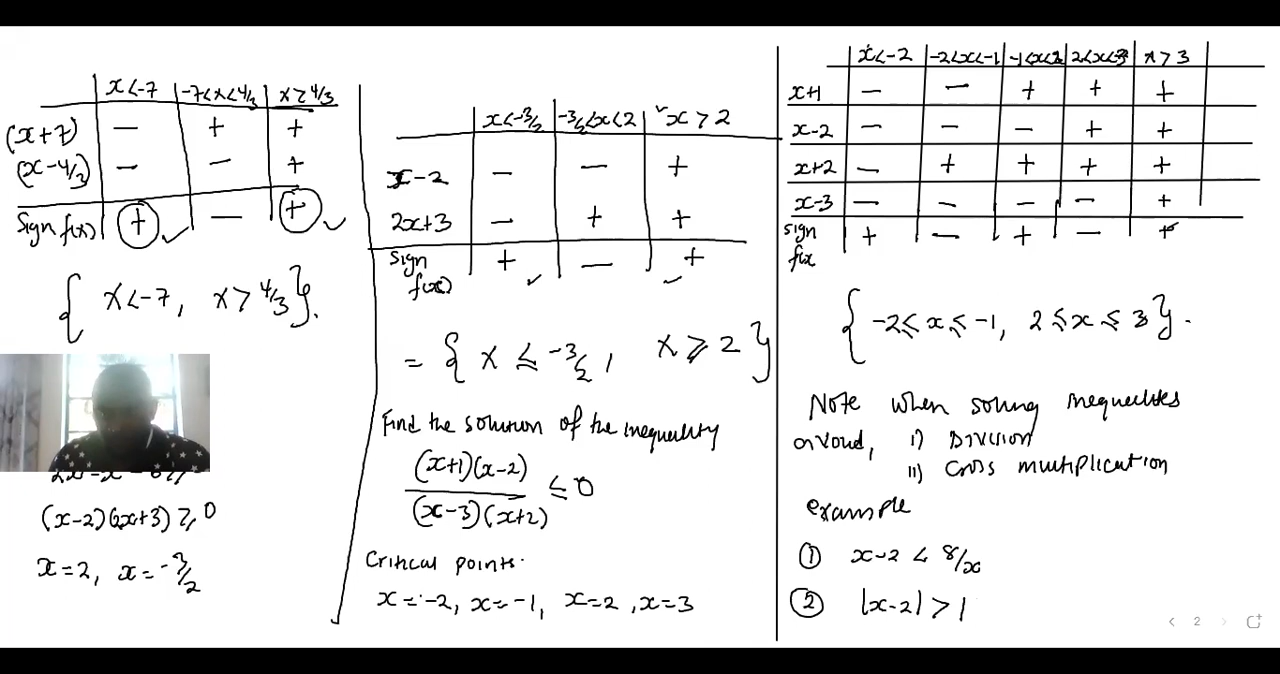 x<-7 | -7<x<4/3 | x>4/3
(x+7) - + +
(x-4/3) - - +
Sign f(x) + ✓ - + ✓
{ x<-7, x>4/3}.
(x-2)(2x+3)≥0
x=2, x=-3/2
x<-3/2 | -3/2<x<2 | x>2
x-2 - - +
2x+3 - + +
Sign f(x) + ✓ - + ✓
= { x ≤ -3/2, x ≥ 2 }
Find the solution of the inequality
(x+1)(x-2)
/ (x-3)(x+2) ≤ 0
Critical points.
x=-2, x=-1, x=2, x=3
x<-2 | -2<x<-1 | -1<x<2 | 2<x<3 | x>3
x+1 - - + + +
x-2 - - - + +
x+2 - + + + +
x-3 - - - - +
sign f(x + - + - +
{ -2≤x≤-1, 2≤x≤3}.
Note when solving inequalities
avoid, i) Division
ii) Cross multiplication
example
① x-2 < 8/x
② |x-2| > 1
< 2 >